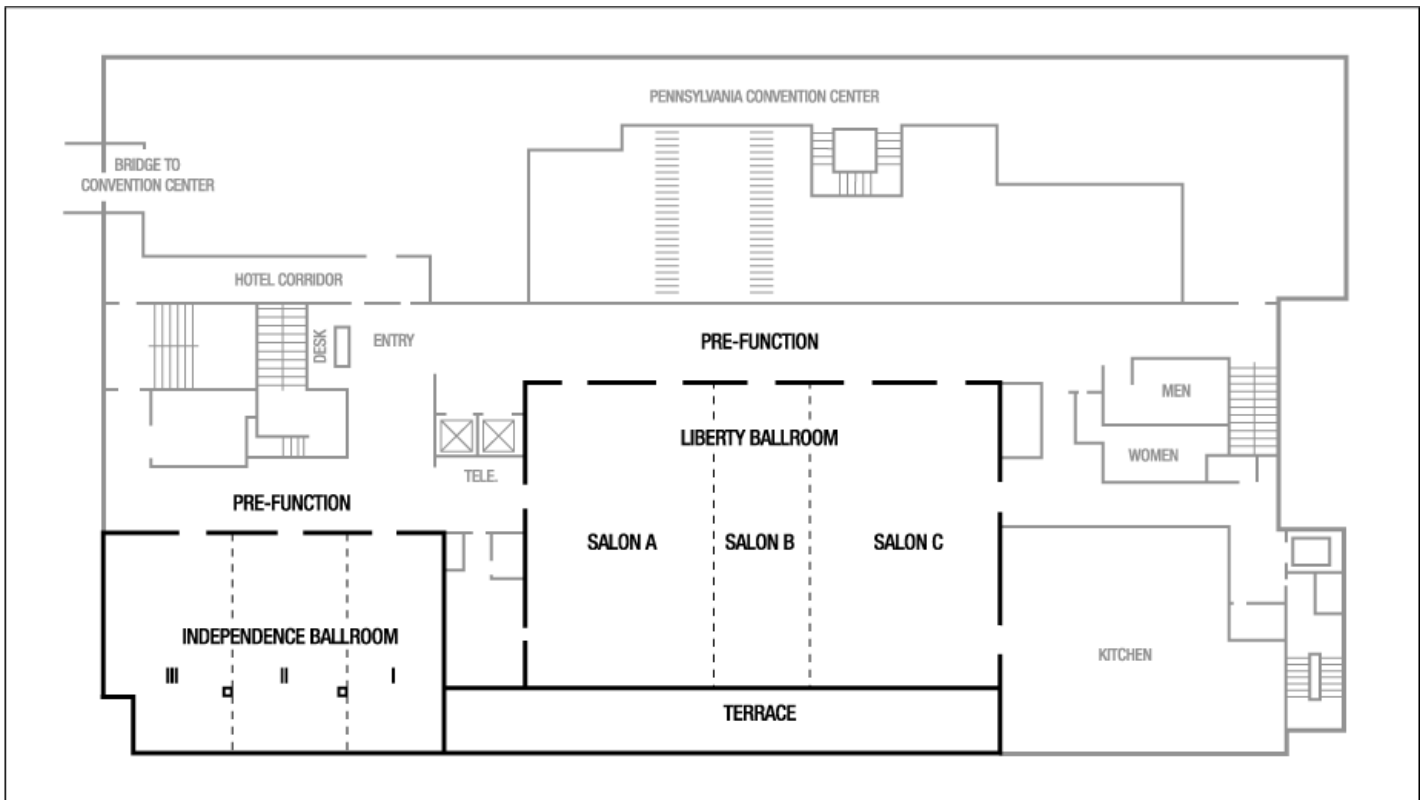 PENNSYLVANIA CONVENTION CENTER
BRIDGE TO
CONVENTION CENTER
HOTEL CORRIDOR
DESK
ENTRY
PRE-FUNCTION
MEN
LIBERTY BALLROOM
WOMEN
TELE.
PRE-FUNCTION
SALON A
SALON B
SALON C
INDEPENDENCE BALLROOM
III
II
I
KITCHEN
TERRACE